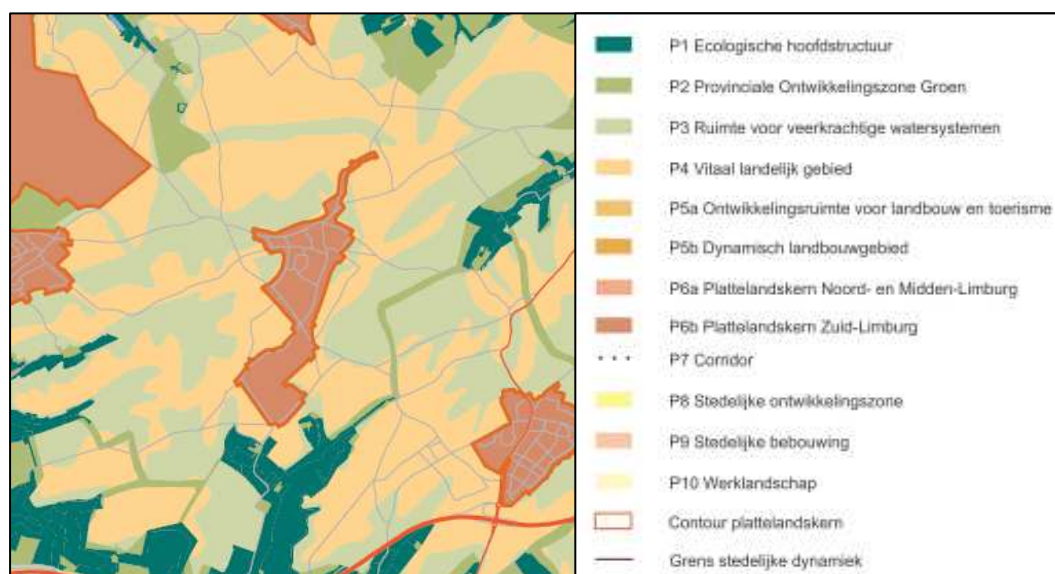 P1 Ecologische hoofdstructuur
P2 Provinciale Ontwikkelingszone Groen
P3 Ruimte voor veerkrachtige watersystemen
P4 Vitaal landelijk gebied
P5a Ontwikkelingsruimte voor landbouw en toerisme
P5b Dynamisch landbouwgebied
P6a Plattelandskern Noord- en Midden-Limburg
P6b Plattelandskern Zuid-Limburg
P7 Corridor
P8 Stedelijke ontwikkelingszone
P9 Stedelijke bebouwing
P10 Werklandschap
Contour plattelandskern
Grens stedelijke dynamiek